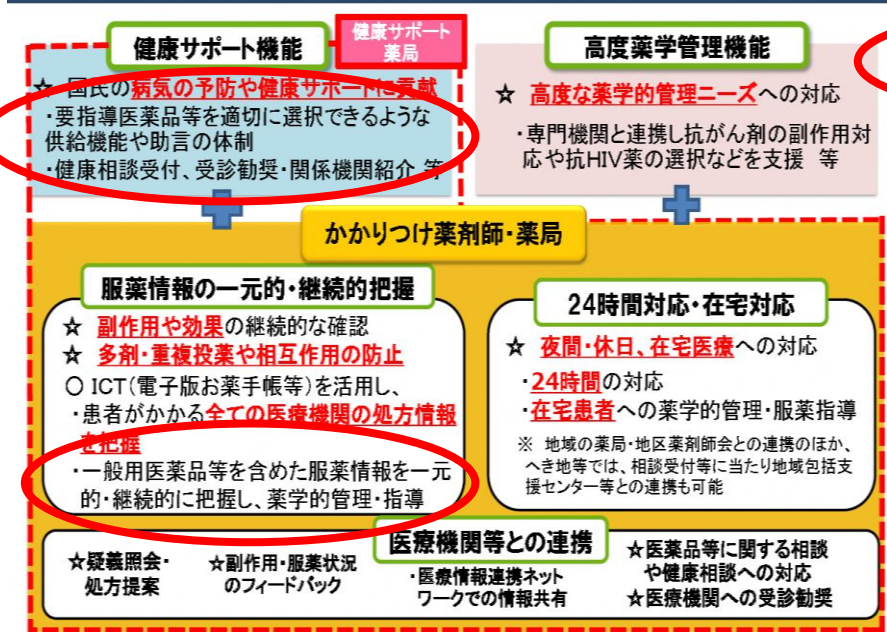 健康サポート機能
健康サポート
薬局
☆ 国民の病気の予防や健康サポートに貢献
・要指導医薬品等を適切に選択できるような
供給機能や助言の体制
・健康相談受付、受診勧奨・関係機関紹介 等
高度薬学管理機能
☆ 高度な薬学的管理ニーズへの対応
・専門機関と連携し抗がん剤の副作用対
応や抗HIV薬の選択などを支援 等
かかりつけ薬剤師・薬局
服薬情報の一元的・継続的把握
☆ 副作用や効果の継続的な確認
☆ 多剤・重複投薬や相互作用の防止
○ ICT(電子版お薬手帳等)を活用し、
・患者がかかる全ての医療機関の処方情報
を把握
・一般用医薬品等を含めた服薬情報を一元
的・継続的に把握し、薬学的管理・指導
24時間対応・在宅対応
☆ 夜間・休日、在宅医療への対応
・24時間の対応
・在宅患者への薬学的管理・服薬指導
※ 地域の薬局・地区薬剤師会との連携のほか、
へき地等では、相談受付等に当たり地域包括支
援センター等との連携も可能
医療機関等との連携
☆疑義照会・
処方提案
☆副作用・服薬状況
のフィードバック
・医療情報連携ネット
ワークでの情報共有
☆医薬品等に関する相談
や健康相談への対応
☆医療機関への受診勧奨